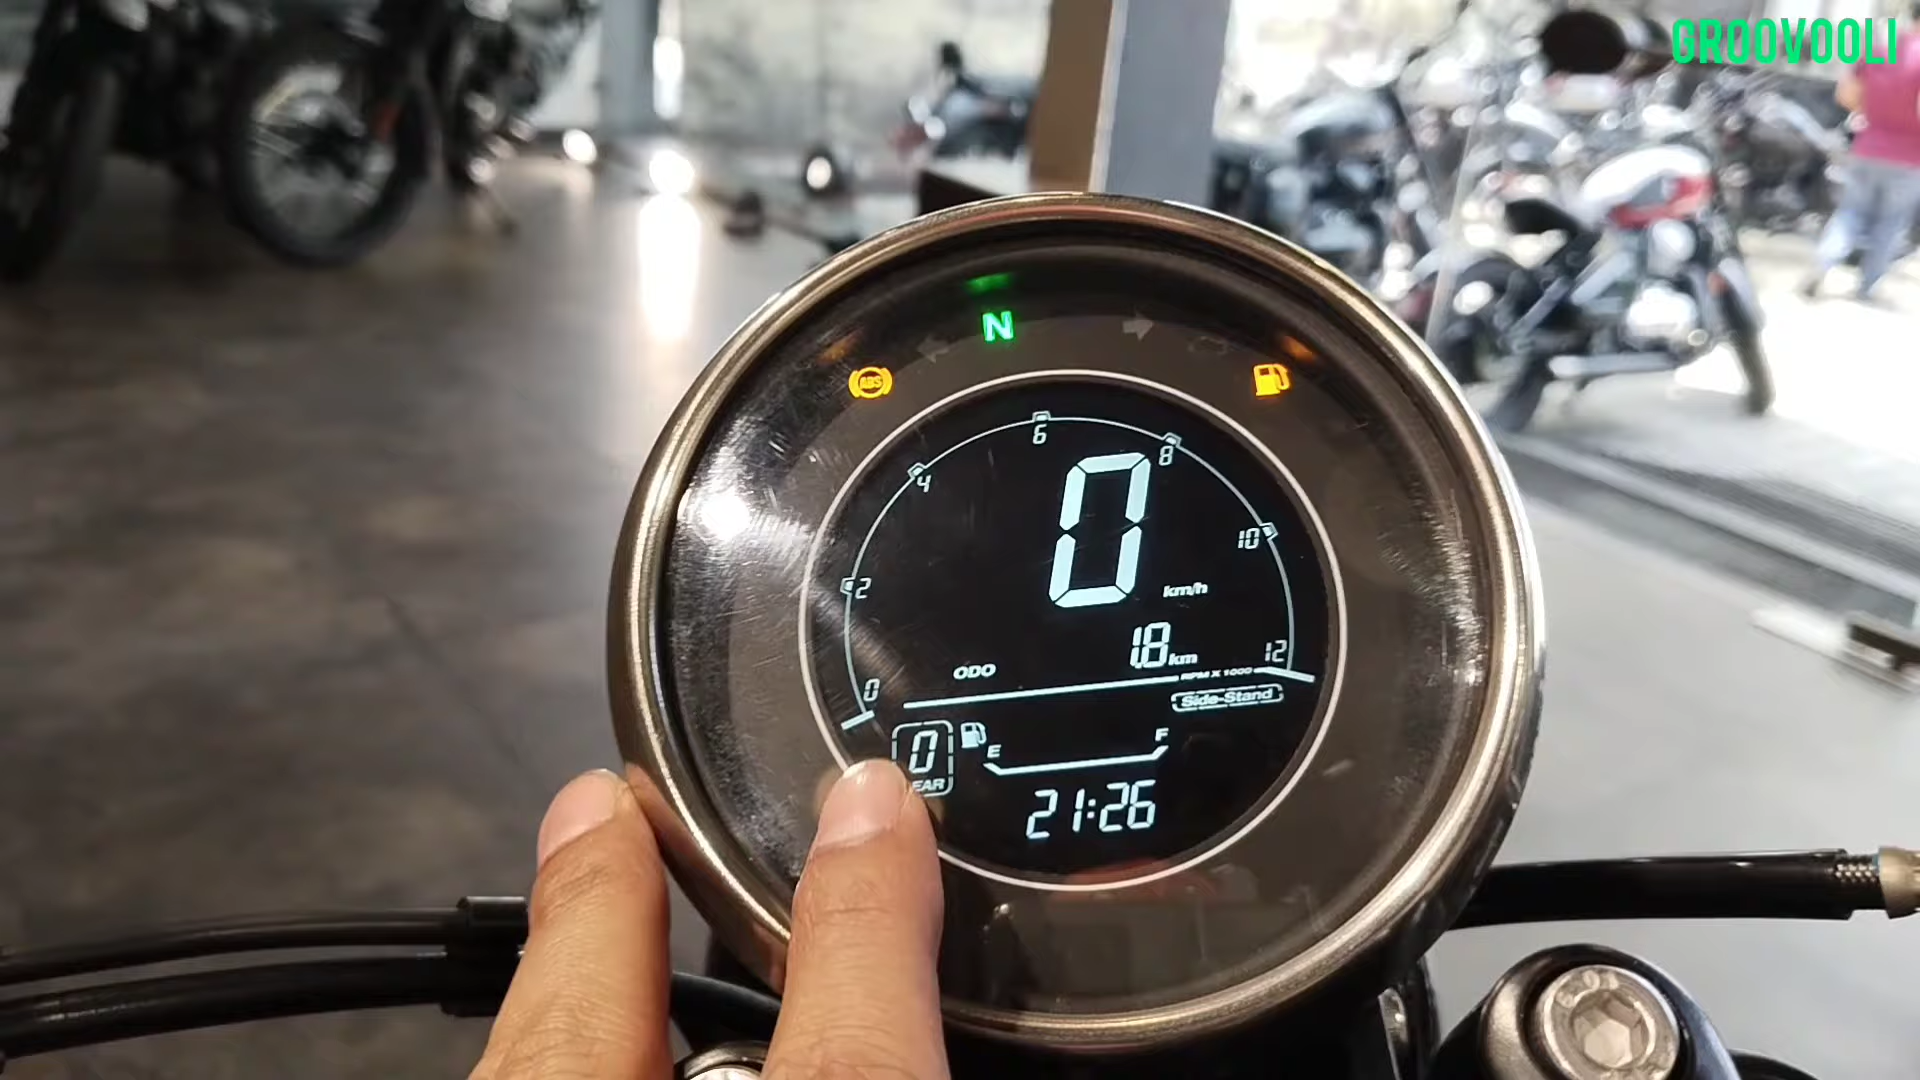 GROOVOOLI
N
ABS
6
8
4
0
10
2
km/h
1.8 km
12
ODO
RPM X 1000
0
Side-Stand
0
F
E
21:26